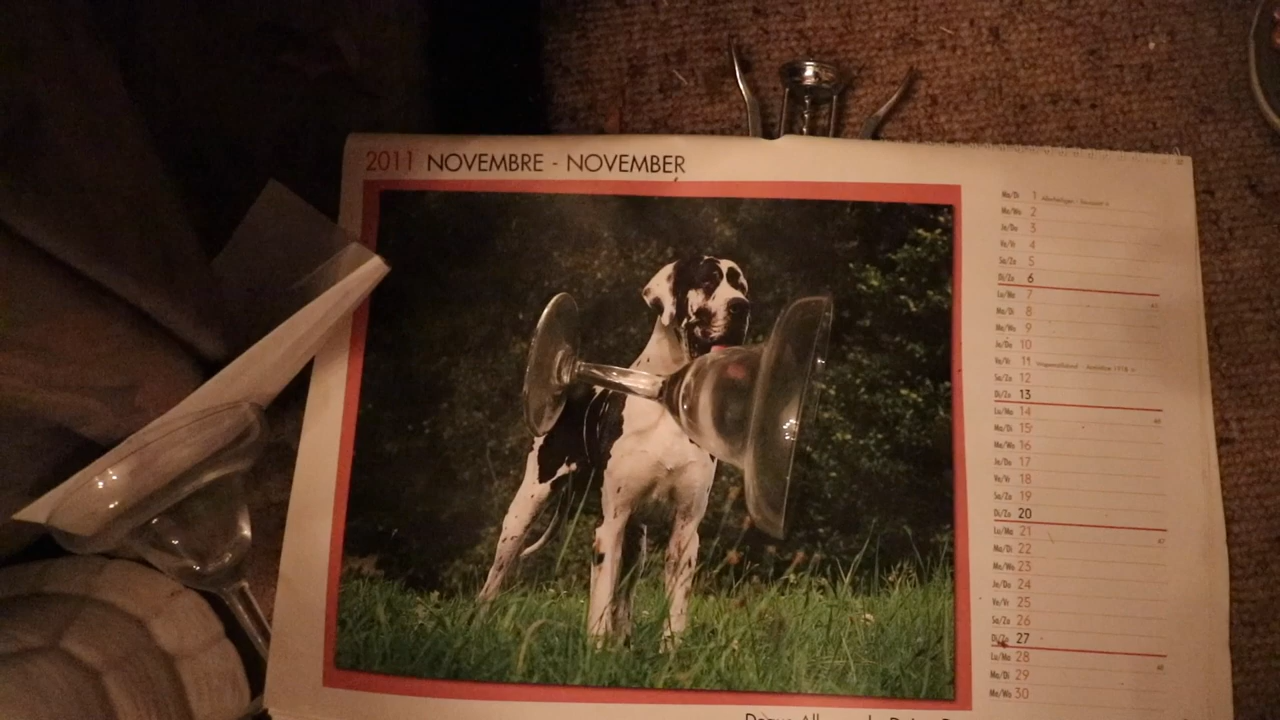 2011 NOVEMBRE - NOVEMBER
Ma/Di 1
Me/Wo 2
Je/Do 3
Ve/Vr 4
Sa/Za 5
Di/Zo 6
Lu/Ma 7
Ma/Di 8
Me/Wo 9
Je/Do 10
Ve/Vr 11
Sa/Za 12
Di/Zo 13
Lu/Ma 14
Ma/Di 15
Me/Wo 16
Je/Do 17
Ve/Vr 18
Sa/Za 19
Di/Zo 20
Lu/Ma 21
Ma/Di 22
Me/Wo 23
Je/Do 24
Ve/Vr 25
Sa/Za 26
Di/Zo 27
Lu/Ma 28
Ma/Di 29
Me/Wo 30